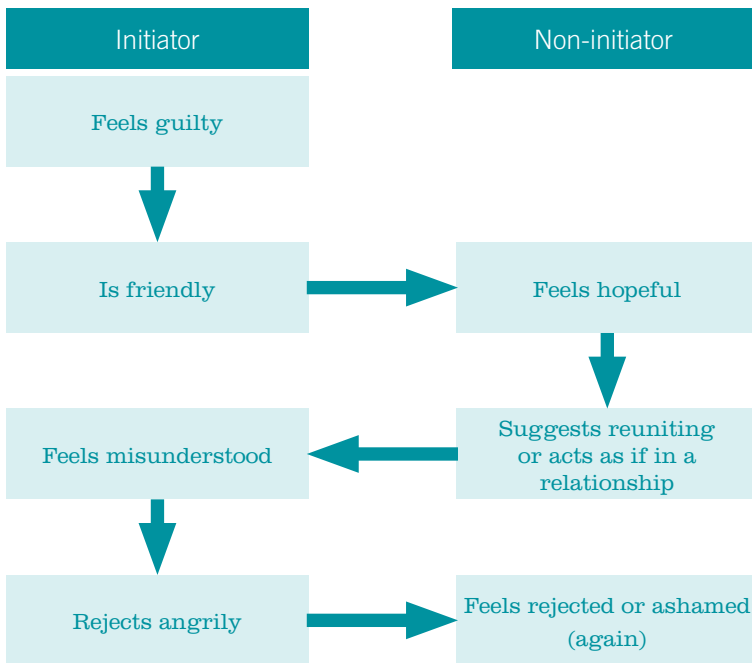 Initiator
Non-initiator
Feels guilty
Is friendly
Feels hopeful
Suggests reuniting
or acts as if in a
relationship
Feels misunderstood
Rejects angrily
Feels rejected or ashamed
(again)